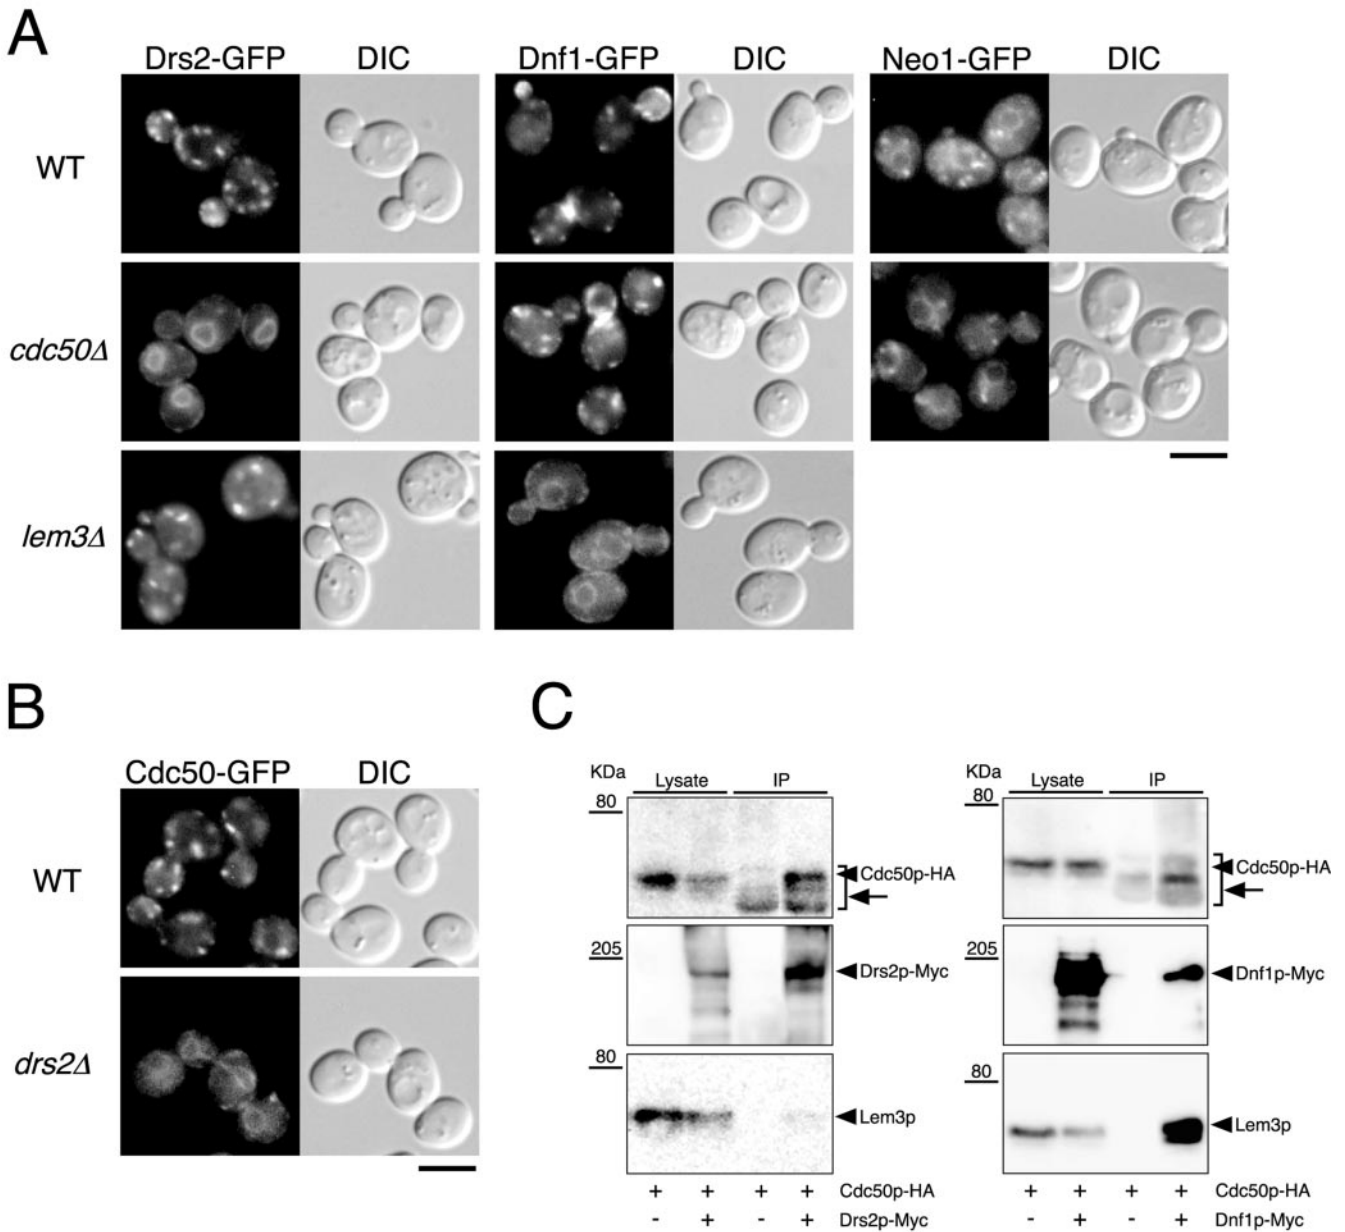 A
Drs2-GFP DIC Dnf1-GFP DIC Neo1-GFP DIC
WT
cdc50Δ
lem3Δ
B
Cdc50-GFP DIC
WT
drs2Δ
C
KDa Lysate IP
80
Cdc50p-HA
205
Drs2p-Myc
80
Lem3p
+ + + + Cdc50p-HA
- + - + Drs2p-Myc
KDa Lysate IP
80
Cdc50p-HA
205
Dnf1p-Myc
80
Lem3p
+ + + + Cdc50p-HA
- + - + Dnf1p-Myc